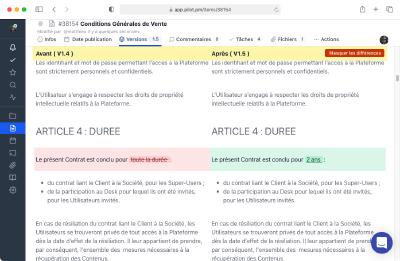 app.pilot.pm/items/38154
#38154 Conditions Générales de Vente
Modifié par
il y a quelques secondes
Infos
Date publication
Versions 1.5
Commentaires
Tâches 4
Fichiers 1
Actions
Avant ( V1.4 )
Après ( V1.5 )
Masquer les différences
Les identifiant et mot de passe permettant l'accès à la Plateforme
sont strictement personnels et confidentiels.
L'Utilisateur s'engage à respecter les droits de propriété
intellectuelle relatifs à la Plateforme.
ARTICLE 4 : DUREE
Le présent Contrat est conclu pour toute la durée :
du contrat liant le Client à la Société, pour les Super-Users ;
de la participation au Desk pour lequel ils ont été invités,
pour les Utilisateurs invités.
En cas de résiliation du contrat liant le Client à la Société, les
Utilisateurs se trouveront privés de tout accès à la Plateforme
dès la date d'effet de la résiliation. Il leur appartient de prendre,
par conséquent, l'ensemble des mesures nécessaires à la
récupération des Contenus.
Les identifiant et mot de passe permettant l'accès à la Plateforme
sont strictement personnels et confidentiels.
L'Utilisateur s'engage à respecter les droits de propriété
intellectuelle relatifs à la Plateforme.
ARTICLE 4 : DUREE
Le présent Contrat est conclu pour 2 ans :
du contrat liant le Client à la Société, pour les Super-Users ;
de la participation au Desk pour lequel ils ont été invités,
pour les Utilisateurs invités.
En cas de résiliation du contrat liant le Client à la Société, les
Utilisateurs se trouveront privés de tout accès à la Plateforme
dès la date d'effet de la résiliation. Il leur appartient de prendre,
par conséquent, l'ensemble des mesures nécessaires à la
récupération des Contenus.